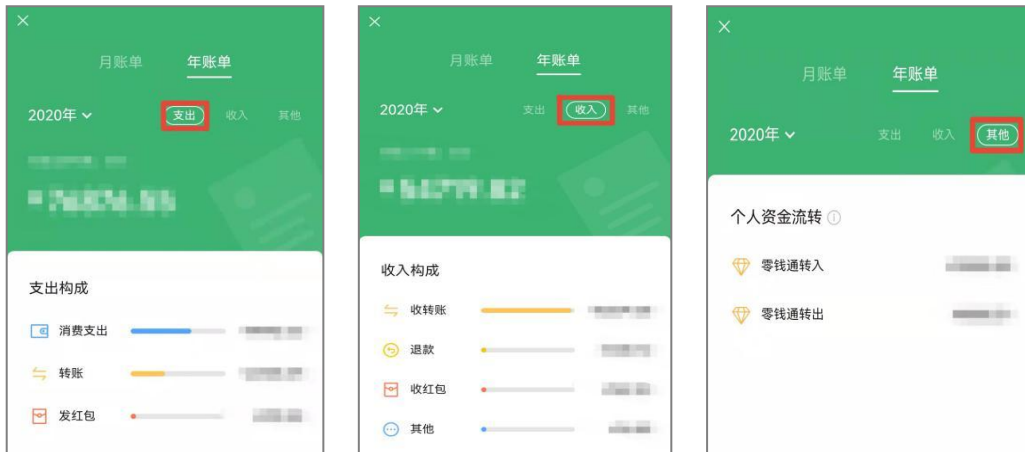 月账单 年账单
2020年 支出 收入 其他
支出构成
消费支出
转账
发红包
月账单 年账单
2020年 支出 收入 其他
收入构成
收转账
退款
收红包
其他
月账单 年账单
2020年 支出 收入 其他
个人资金流转
零钱通转入
零钱通转出